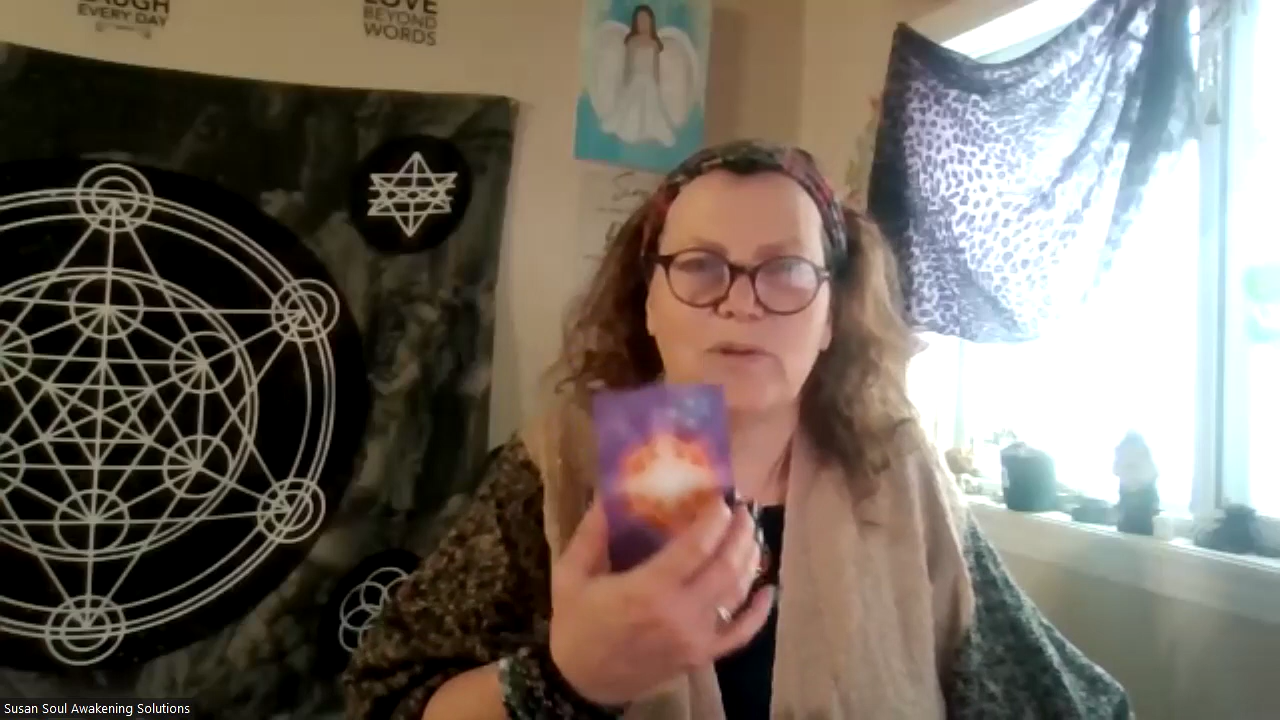 LAUGH
EVERY DAY
LOVE
BEYOND
WORDS
Susan Soul Awakening Solutions